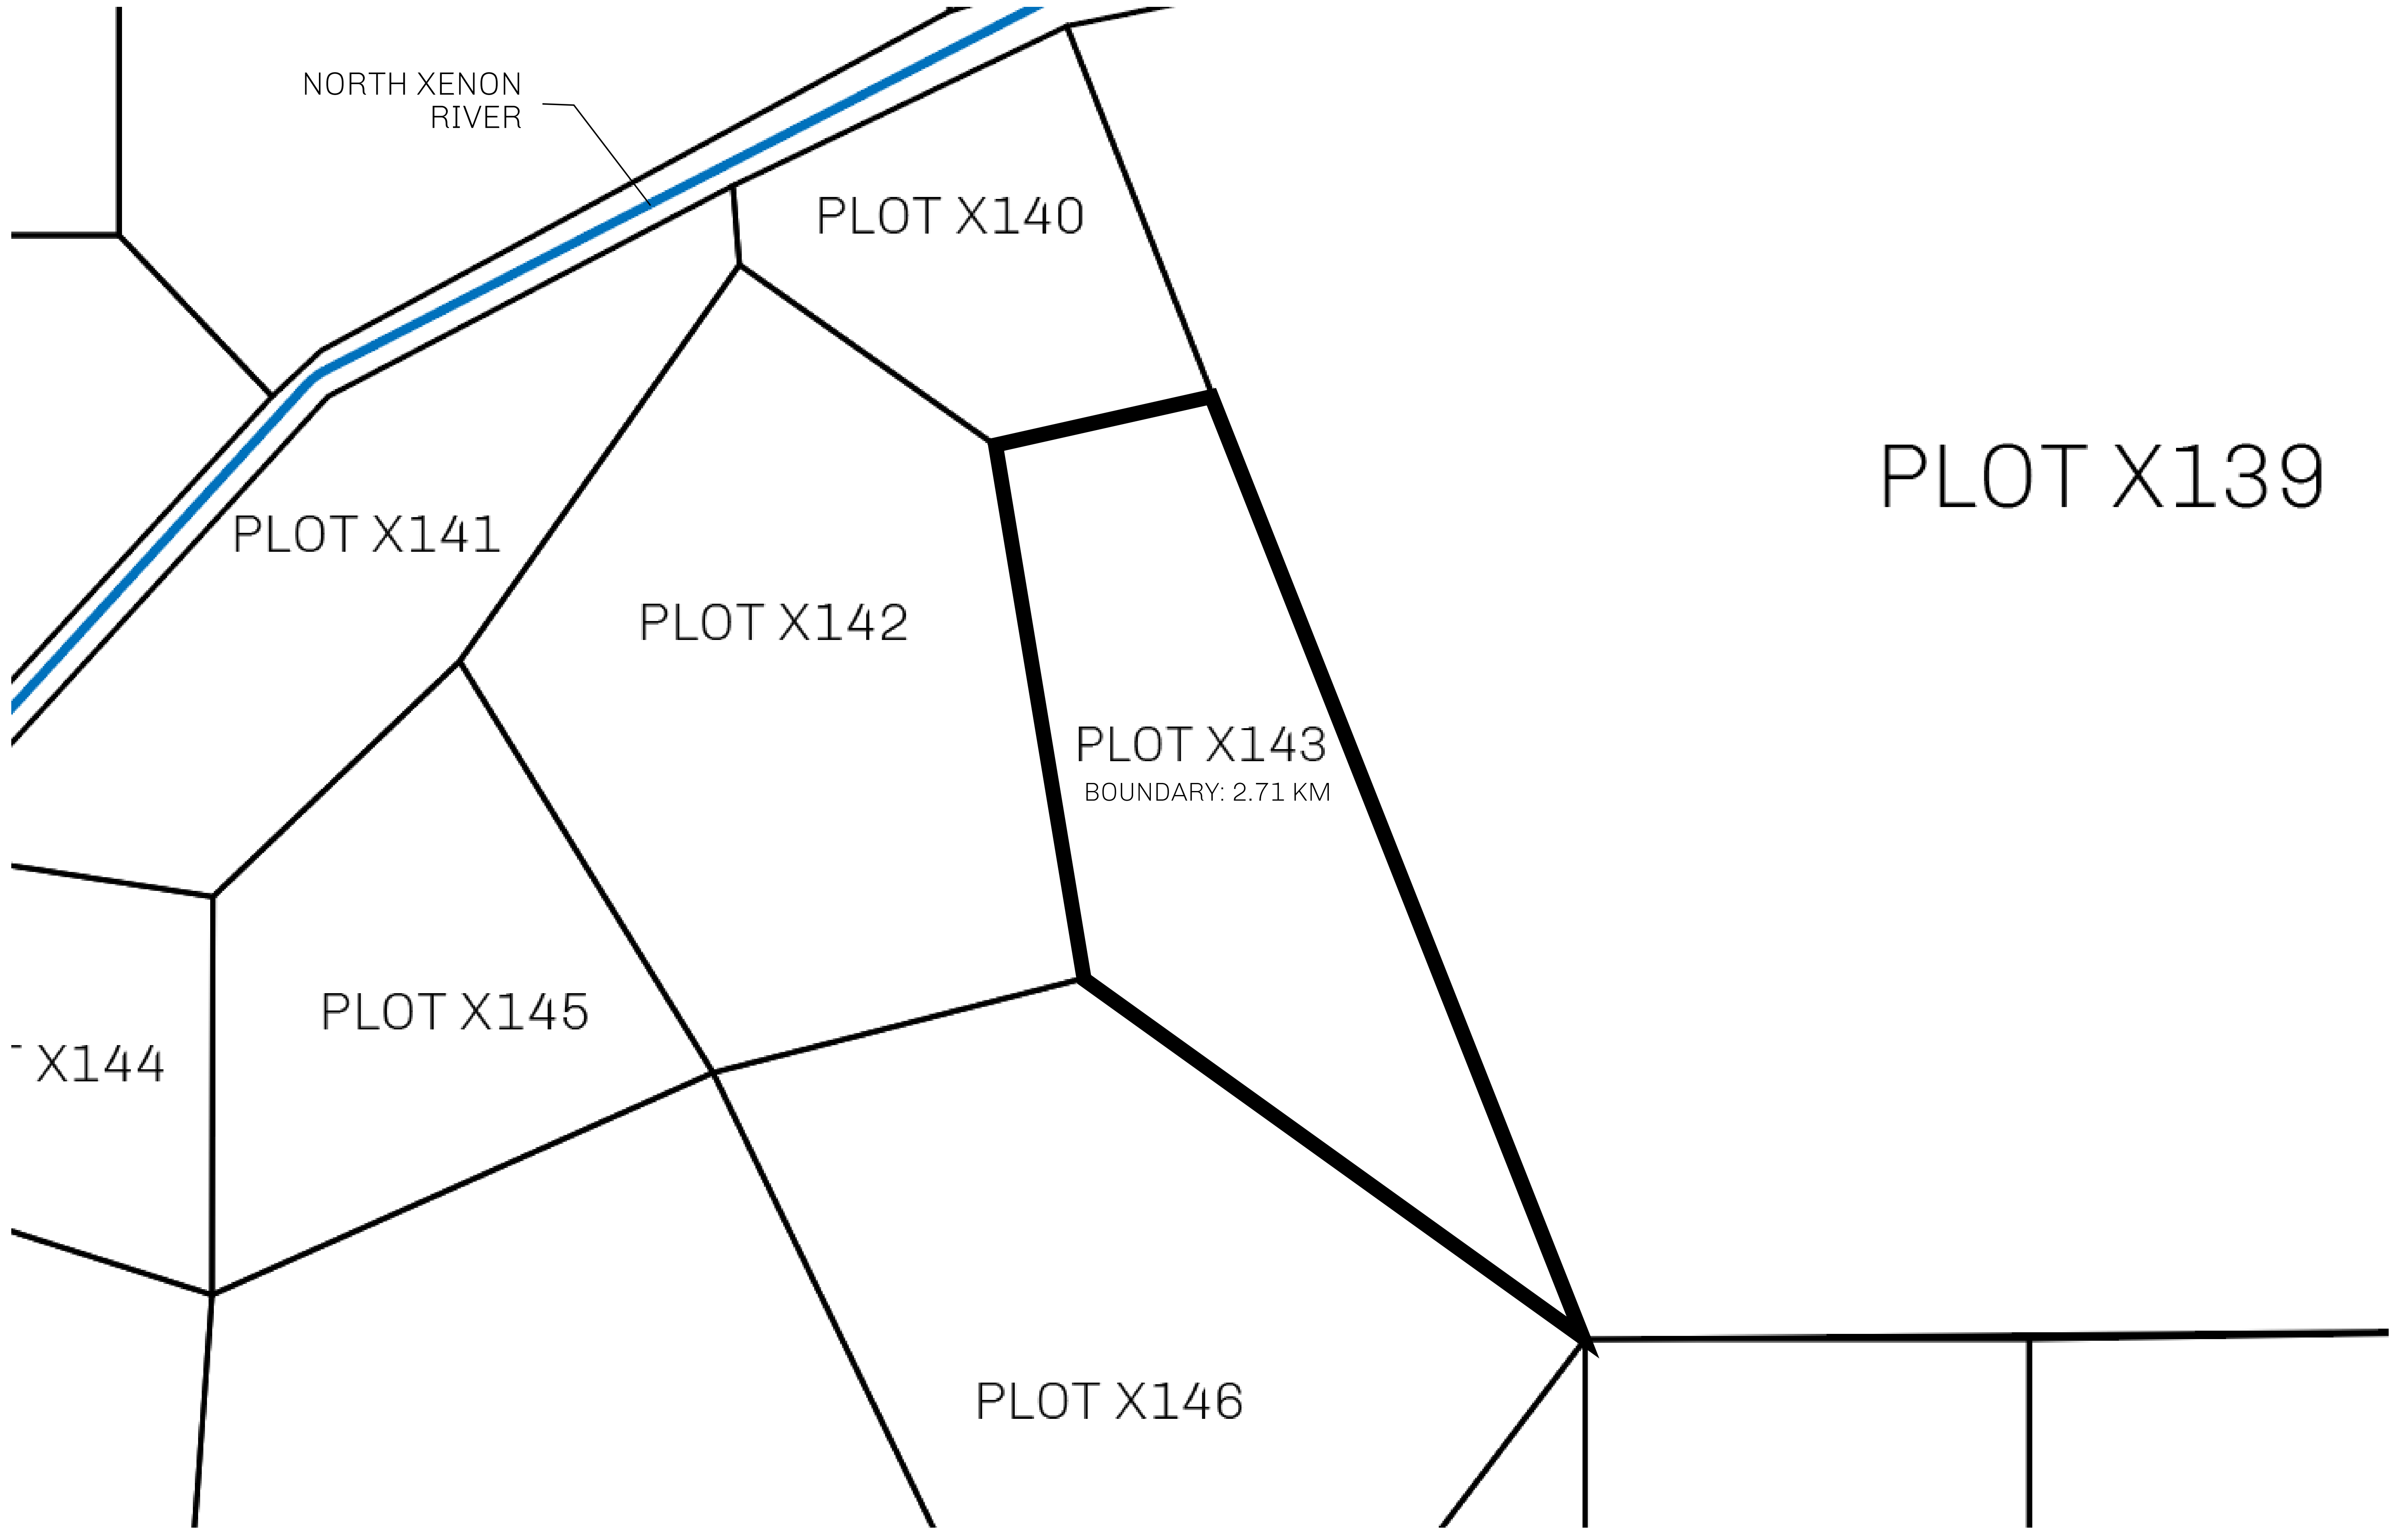 NORTH XENON
RIVER
PLOT X140
PLOT X139
PLOT X141
PLOT X142
PLOT X143
BOUNDARY: 2.71 KM
PLOT X145
X144
PLOT X146